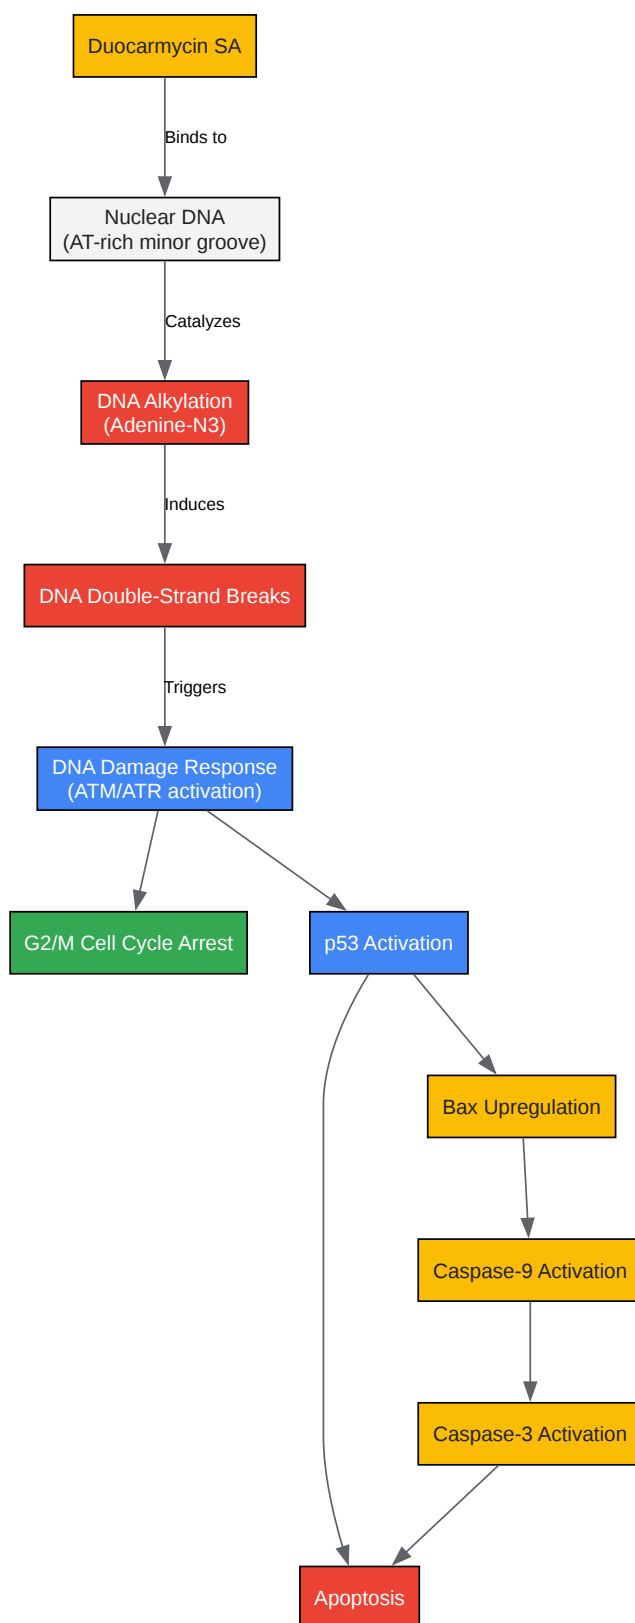 Duocarmycin SA
Binds to
Nuclear DNA
(AT-rich minor groove)
Catalyzes
DNA Alkylation
(Adenine-N3)
Induces
DNA Double-Strand Breaks
Triggers
DNA Damage Response
(ATM/ATR activation)
G2/M Cell Cycle Arrest
p53 Activation
Bax Upregulation
Caspase-9 Activation
Caspase-3 Activation
Apoptosis